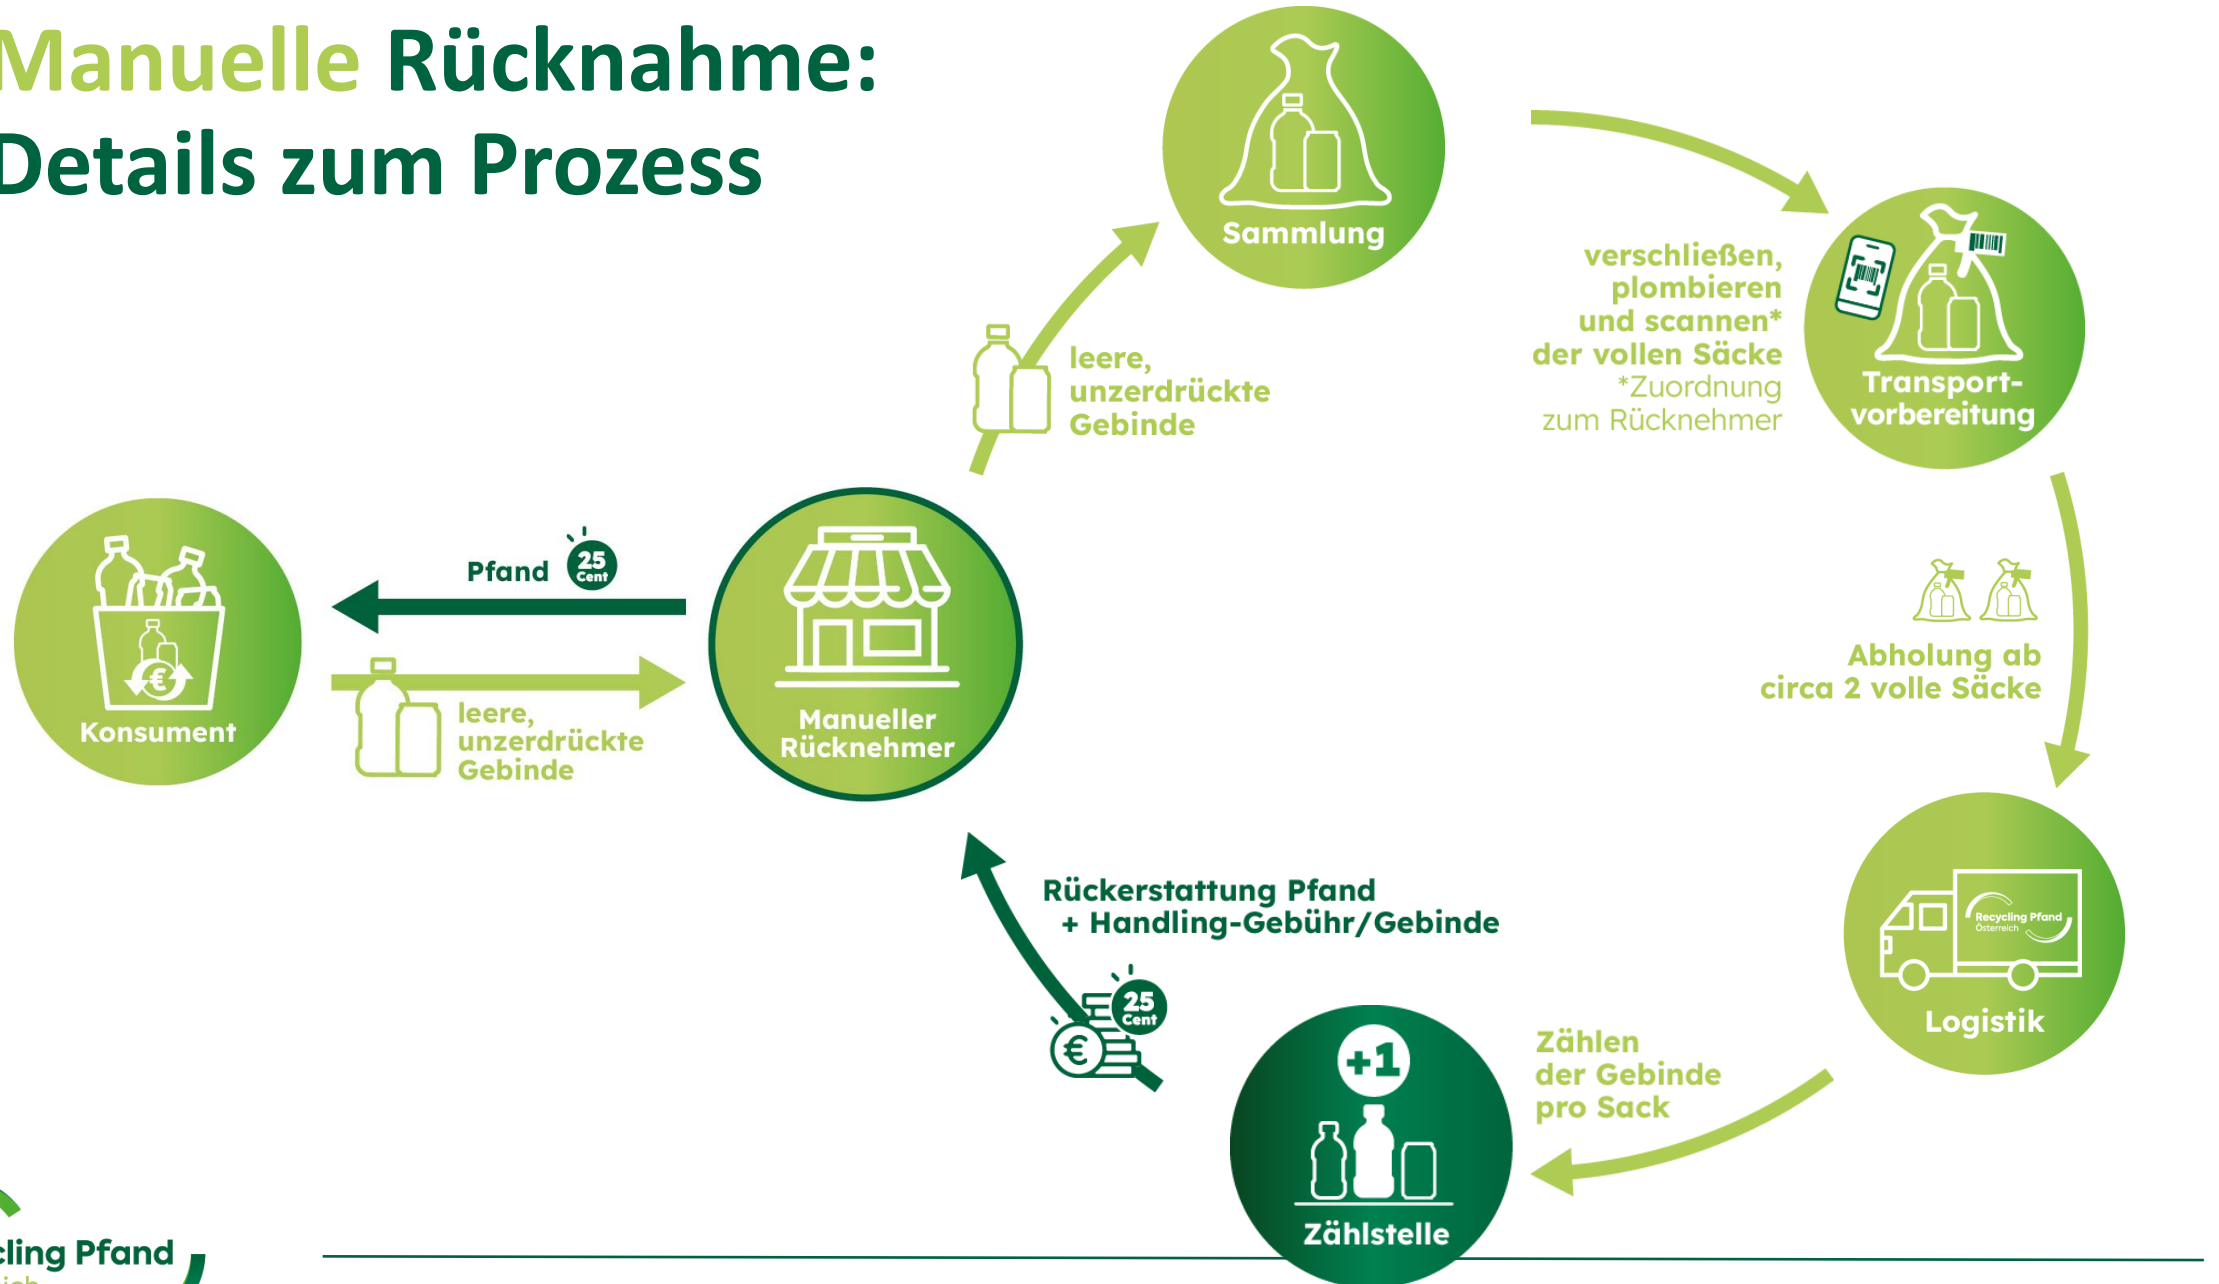 Manuelle Rücknahme:
Details zum Prozess
Sammlung
verschließen,
plombieren
und scannen*
der vollen Säcke
*Zuordnung
zum Rücknehmer
Transport-
vorbereitung
leere,
unzerdrückte
Gebinde
Pfand
25
Cent
Konsument
€
leere,
unzerdrückte
Gebinde
Manueller
Rücknehmer
Abholung ab
circa 2 volle Säcke
Recycling Pfand
Österreich
Logistik
Rückerstattung Pfand
+ Handling-Gebühr/Gebinde
25
Cent
€
+1
Zählstelle
Zählen
der Gebinde
pro Sack
cling Pfand